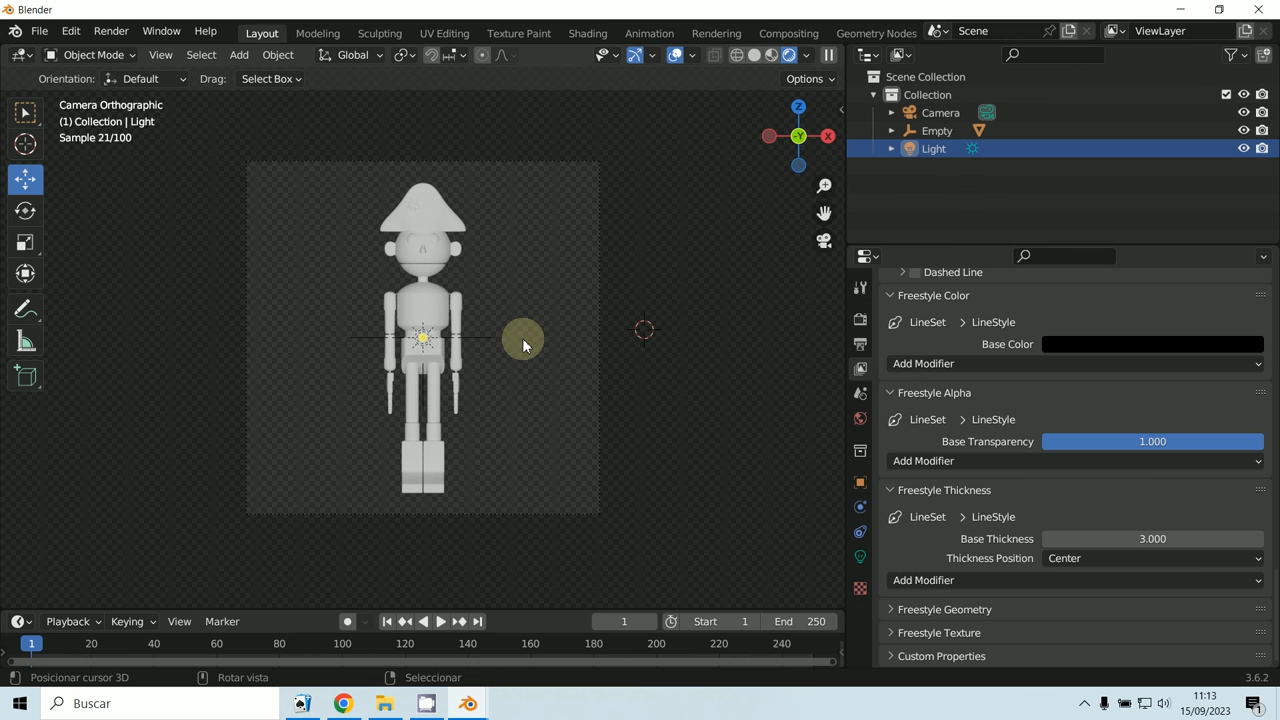 Blender
File Edit Render Window Help Layout Modeling Sculpting UV Editing Texture Paint Shading Animation Rendering Compositing Geometry Nodes Scene ViewLayer
Object Mode View Select Add Object Global
Orientation: Default Drag: Select Box Options
Scene Collection
Collection
Camera
Empty
Light
Camera Orthographic
(1) Collection | Light
Sample 21/100
Z
-Y
X
Dashed Line
Freestyle Color
LineSet > LineStyle
Base Color
Add Modifier
Freestyle Alpha
LineSet > LineStyle
Base Transparency 1.000
Add Modifier
Freestyle Thickness
LineSet > LineStyle
Base Thickness 3.000
Thickness Position Center
Add Modifier
Freestyle Geometry
Freestyle Texture
Custom Properties
Playback Keying View Marker 1 Start 1 End 250
1 20 40 60 80 100 120 140 160 180 200 220 240
Posicionar cursor 3D Rotar vista Seleccionar 3.6.2
Buscar
11:13
15/09/2023
1